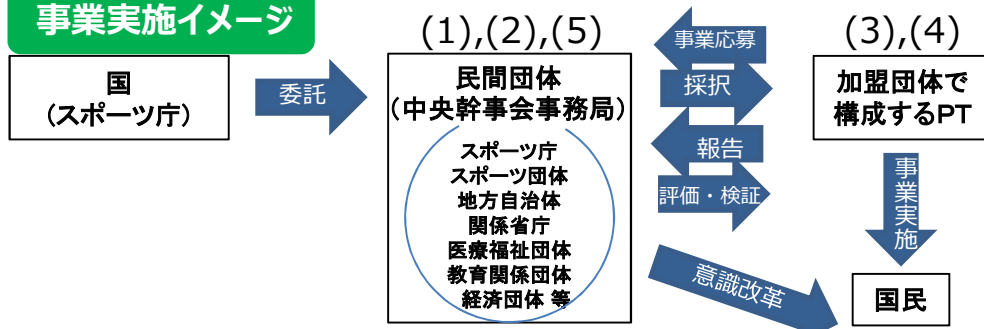 事業実施イメージ
国
(スポーツ庁)
委託
(1),(2),(5)
民間団体
(中央幹事会事務局)
スポーツ庁
スポーツ団体
地方自治体
関係省庁
医療福祉団体
教育関係団体
経済団体 等
事業応募
採択
報告
評価・検証
意識改革
(3),(4)
加盟団体で
構成するPT
事業実施
国民